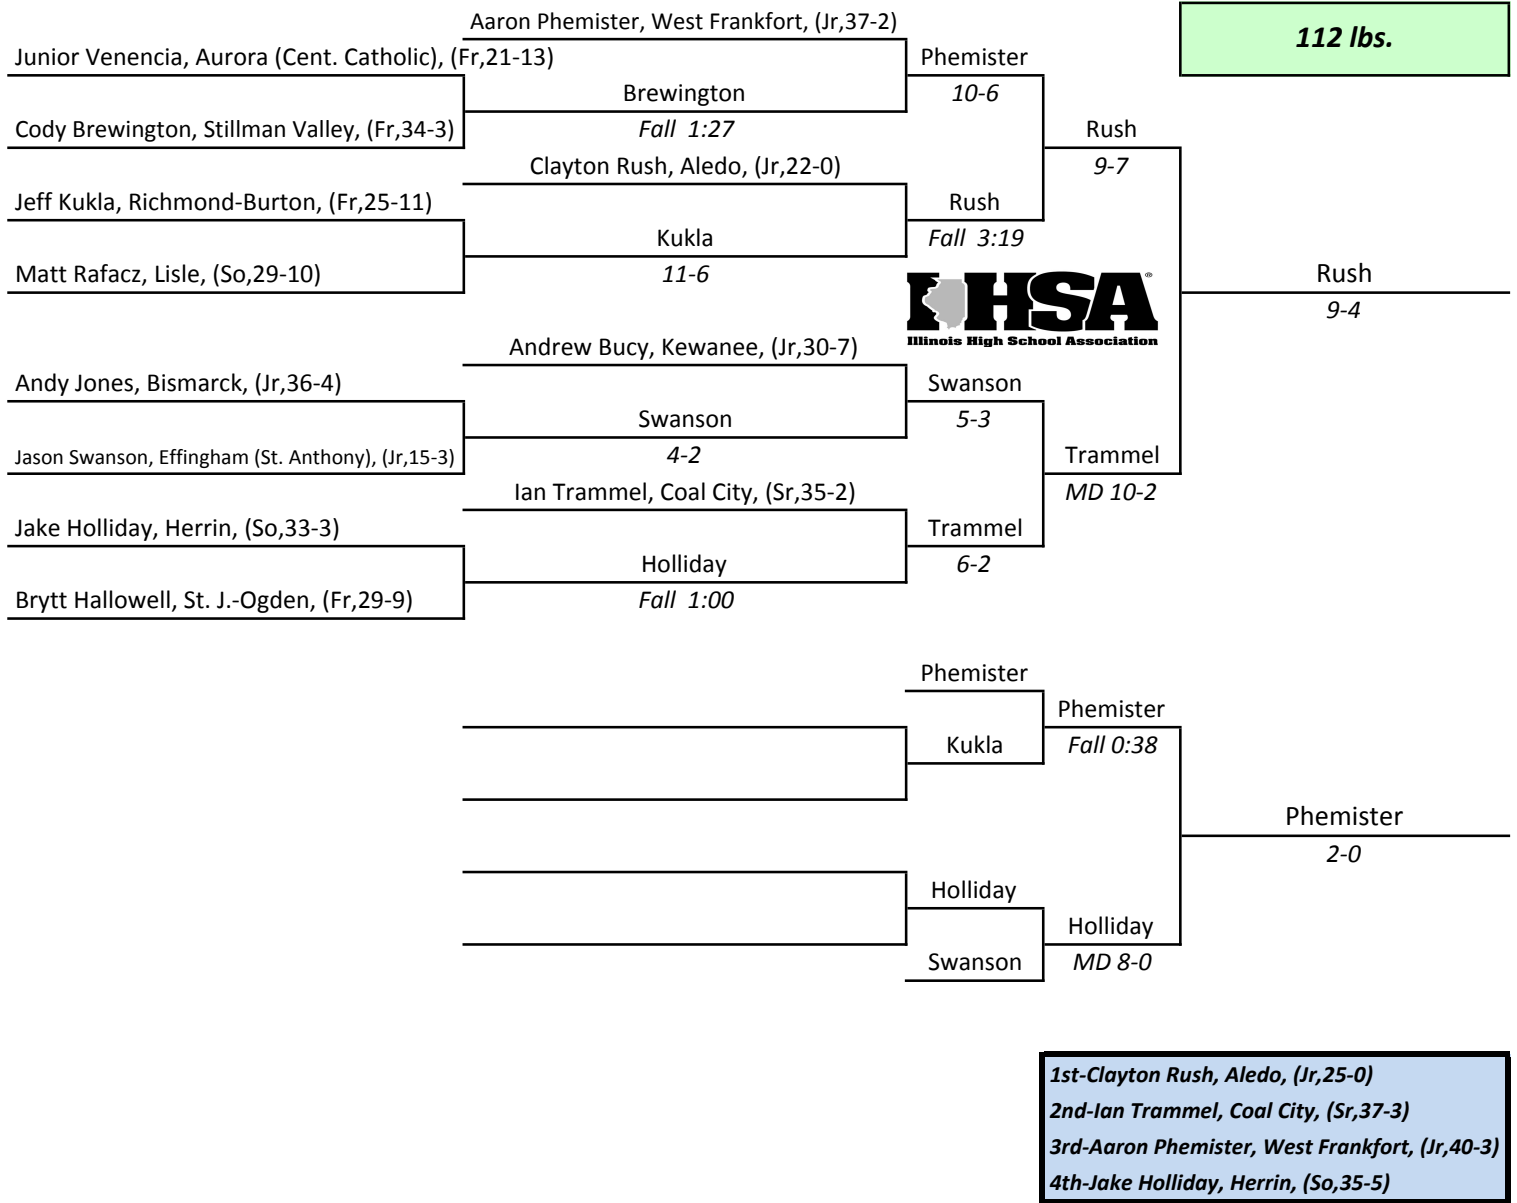 Aaron Phemister, West Frankfort, (Jr,37-2)
112 lbs.
Junior Venencia, Aurora (Cent. Catholic), (Fr,21-13)
Phemister
Brewington
10-6
Cody Brewington, Stillman Valley, (Fr,34-3)
Fall 1:27
Rush
Clayton Rush, Aledo, (Jr,22-0)
9-7
Jeff Kukla, Richmond-Burton, (Fr,25-11)
Rush
Kukla
Fall 3:19
Matt Rafacz, Lisle, (So,29-10)
11-6
Rush
9-4
IHSA
®
Illinois High School Association
Andrew Bucy, Kewanee, (Jr,30-7)
Andy Jones, Bismarck, (Jr,36-4)
Swanson
Swanson
5-3
Jason Swanson, Effingham (St. Anthony), (Jr,15-3)
4-2
Trammel
Ian Trammel, Coal City, (Sr,35-2)
MD 10-2
Jake Holliday, Herrin, (So,33-3)
Trammel
Holliday
6-2
Brytt Hallowell, St. J.-Ogden, (Fr,29-9)
Fall 1:00
Phemister
Phemister
Kukla
Fall 0:38
Phemister
2-0
Holliday
Holliday
Swanson
MD 8-0
1st-Clayton Rush, Aledo, (Jr,25-0)
2nd-Ian Trammel, Coal City, (Sr,37-3)
3rd-Aaron Phemister, West Frankfort, (Jr,40-3)
4th-Jake Holliday, Herrin, (So,35-5)